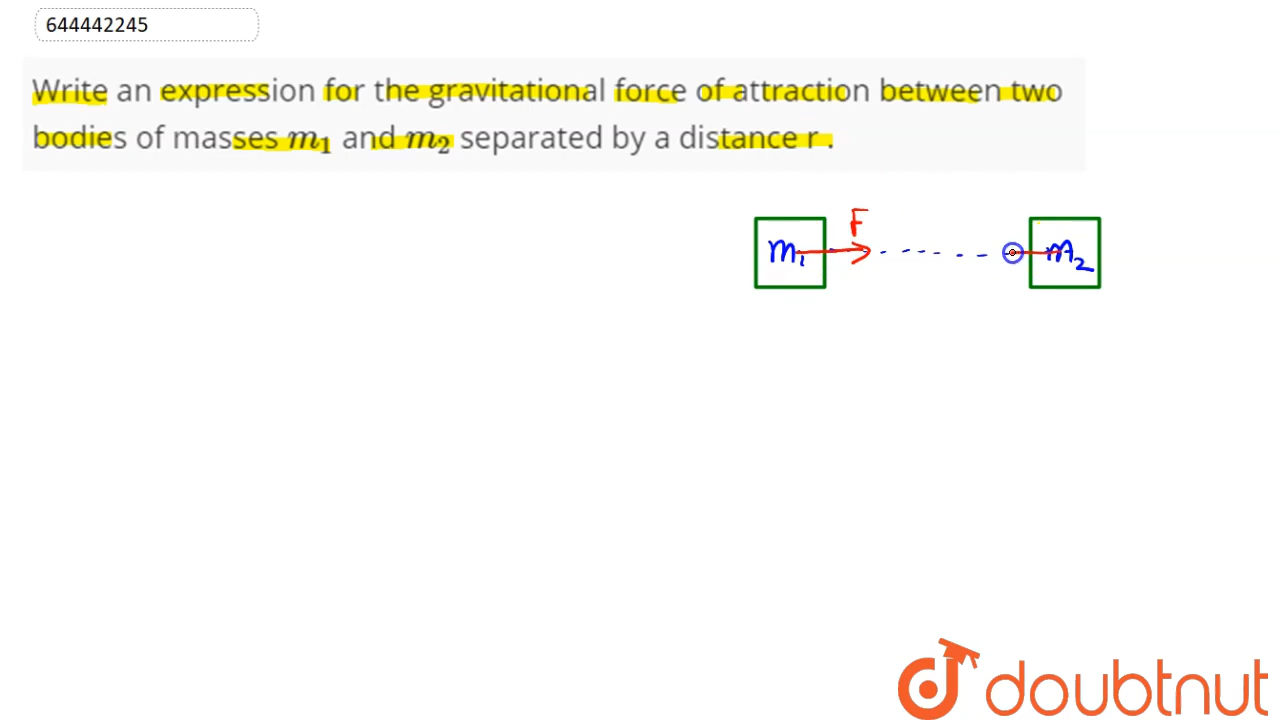 644442245
Write an expression for the gravitational force of attraction between two
bodies of masses m₁ and m₂ separated by a distance r .
F
m₁ m₂
doubtnut